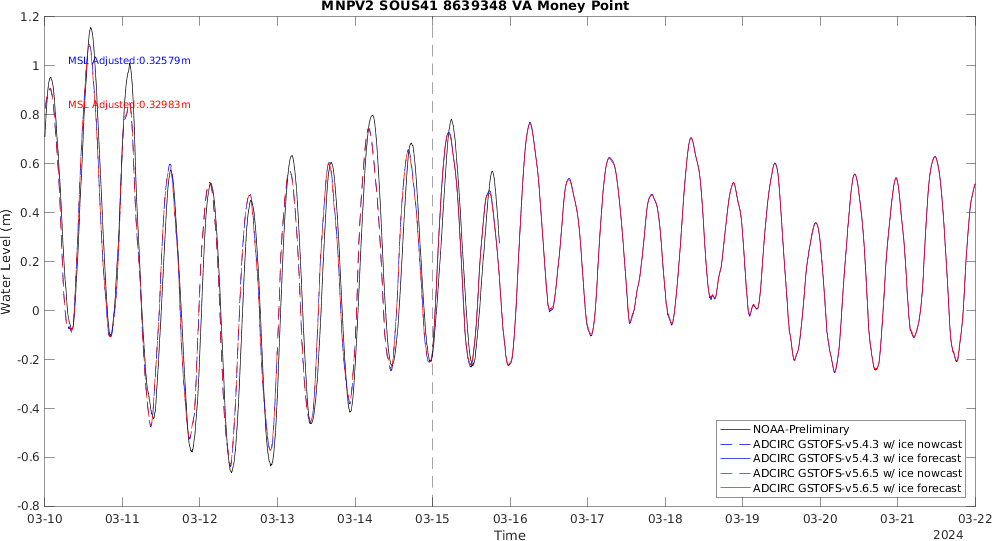 MNPV2 SOUS41 8639348 VA Money Point
1.2
1
0.8
0.6
0.4
0.2
0
-0.2
-0.4
-0.6
-0.8
Water Level (m)
MSL Adjusted:0.32579m
MSL Adjusted:0.32983m
NOAA-Preliminary
ADCIRC GSTOFS-v5.4.3 w/ ice nowcast
ADCIRC GSTOFS-v5.4.3 w/ ice forecast
ADCIRC GSTOFS-v5.6.5 w/ ice nowcast
ADCIRC GSTOFS-v5.6.5 w/ ice forecast
03-10 03-11 03-12 03-13 03-14 03-15 03-16 03-17 03-18 03-19 03-20 03-21 03-22
Time
2024